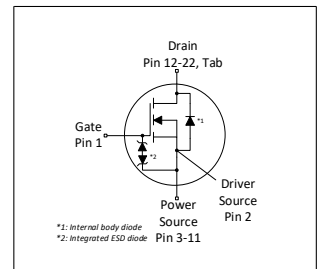 Drain
Pin 12-22, Tab
*1
Gate
Pin 1
*2
Driver
Source
Pin 2
Power
Source
Pin 3-11
*1: Internal body diode
*2: Integrated ESD diode